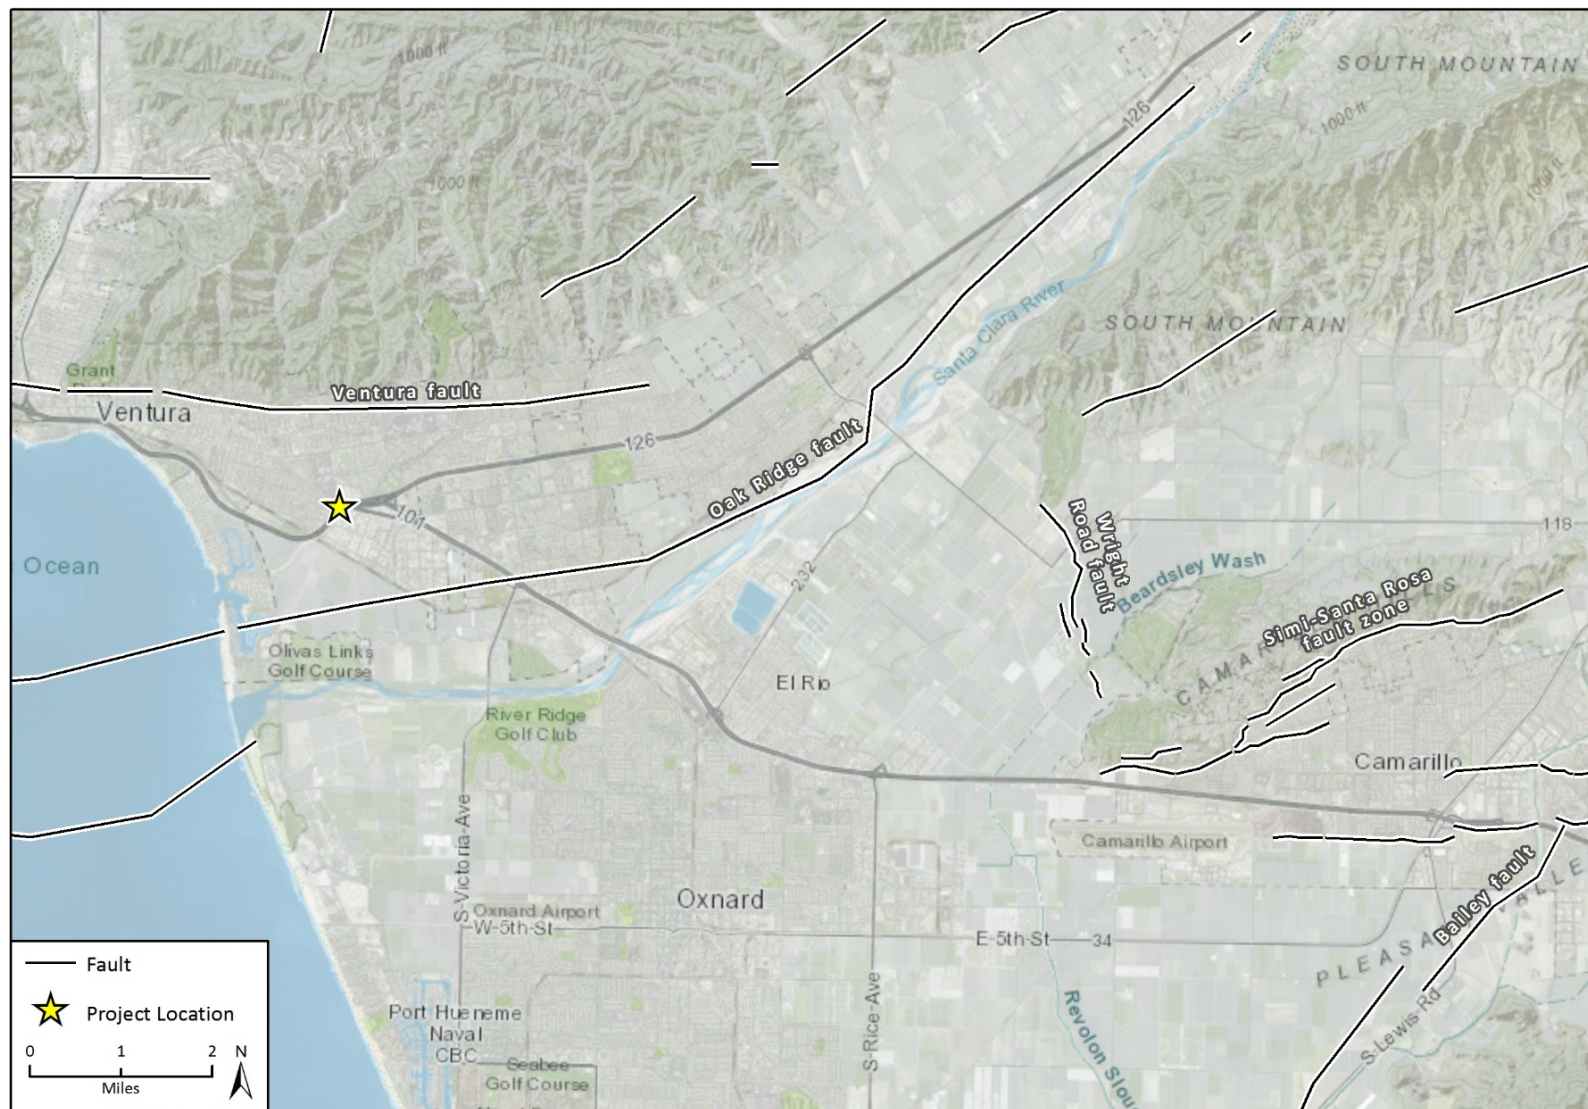 SOUTH MOUNTAIN
1000 ft
126
1000 ft
1000 ft
1000 ft
Santa Clara River
SOUTH MOUNTAIN
Grant
Ventura fault
Ventura
126
Oak Ridge fault
101
118
Wright
Road fault
Beardsley Wash
Ocean
232
Simi-Santa Rosa
fault zone
Olivas Links
Golf Course
El Rio
River Ridge
Golf Club
Camarillo
S-Victoria-Ave
Camarillo Airport
Oxnard
Bailey fault
Oxnard Airport
W-5th-St
E-5th-St
34
Fault
Project Location
0 1 2
Miles
N
Port Hueneme
Naval
CBC
Seabee
Golf Course
S-Rice-Ave
Revolon Slou
S-Lewis-Rd